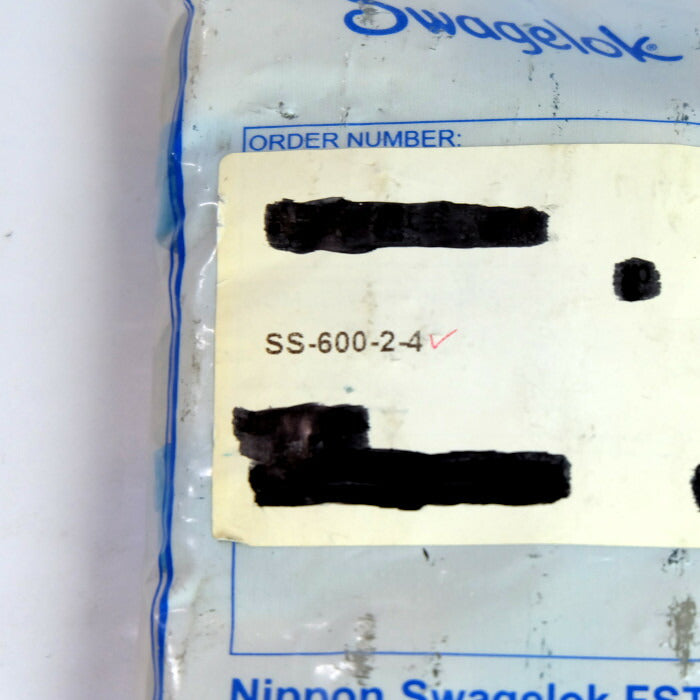 Swagelok®
ORDER NUMBER:
SS-600-2-4
Nippon Swagelok FST